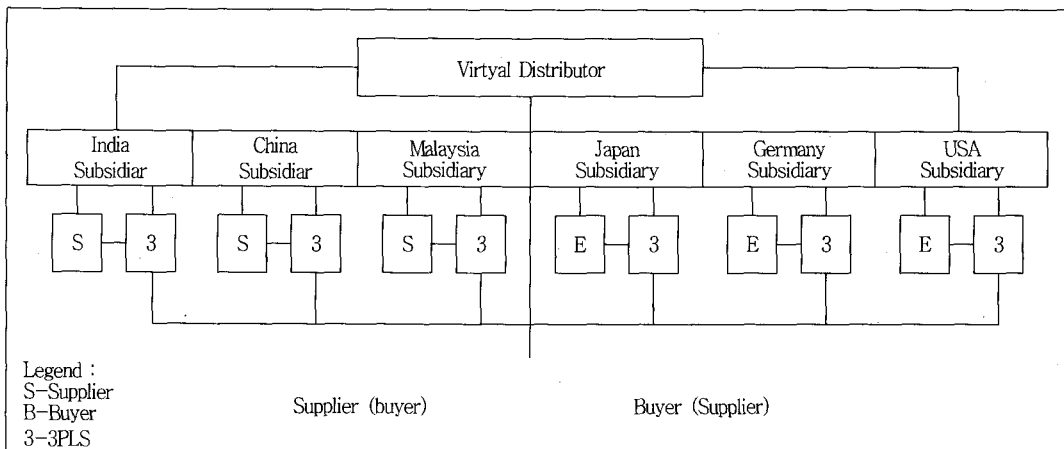 Virtyal Distributor
India
Subsidiar
China
Subsidiar
Malaysia
Subsidiary
Japan
Subsidiary
Germany
Subsidiary
USA
Subsidiary
S
3
S
3
S
3
E
3
E
3
E
3
Legend :
S-Supplier
B-Buyer
3-3PLS
Supplier (buyer)
Buyer (Supplier)